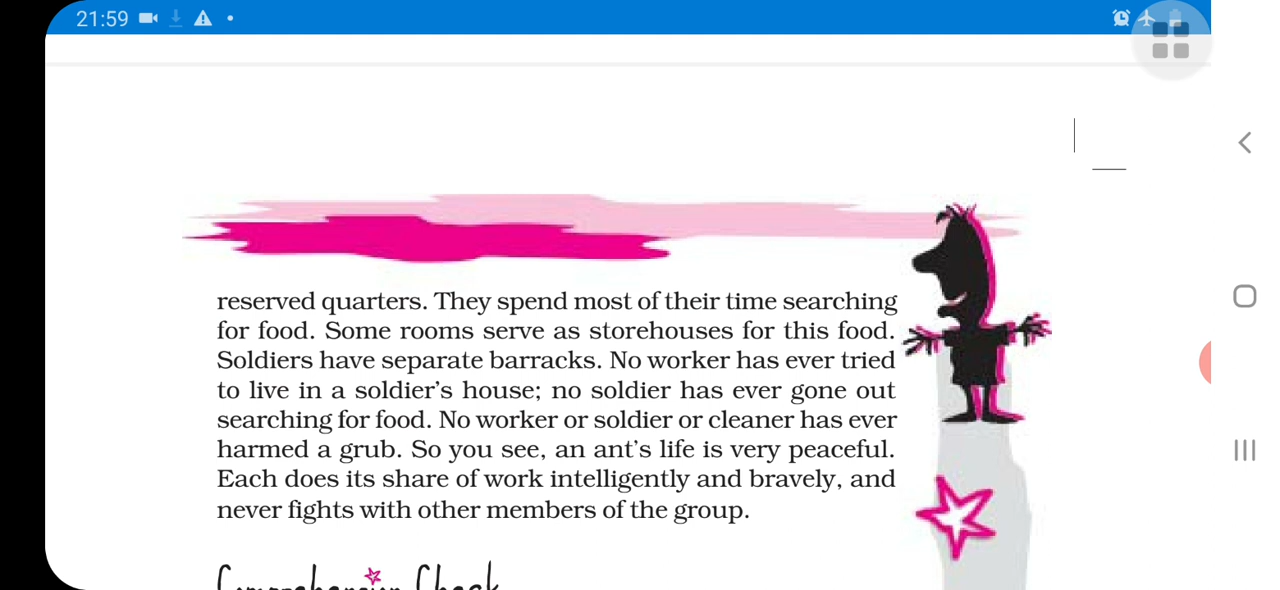 21:59
reserved quarters. They spend most of their time searching
for food. Some rooms serve as storehouses for this food.
Soldiers have separate barracks. No worker has ever tried
to live in a soldier's house; no soldier has ever gone out
searching for food. No worker or soldier or cleaner has ever
harmed a grub. So you see, an ant's life is very peaceful.
Each does its share of work intelligently and bravely, and
never fights with other members of the group.
Comprehension Check